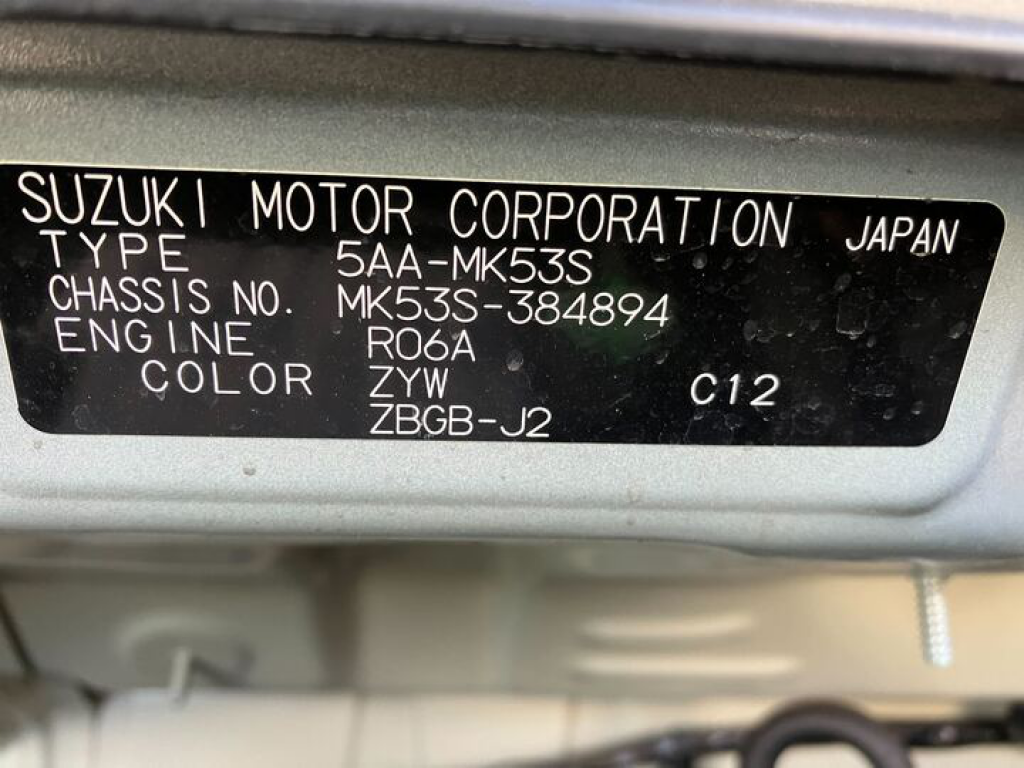 SUZUKI MOTOR CORPORATION JAPAN
TYPE 5AA-MK53S
CHASSIS NO. MK53S-384894
ENGINE R06A
COLOR ZYW C12
ZBGB-J2